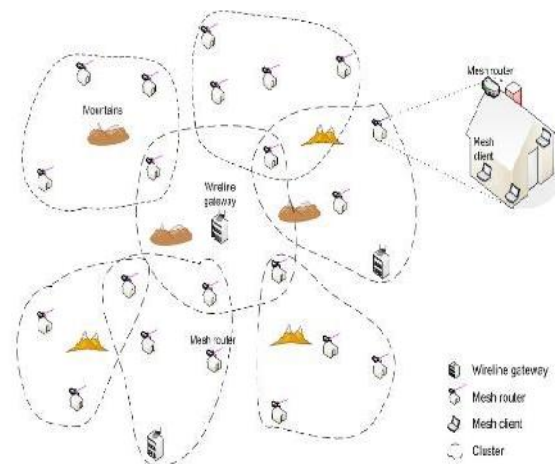 Mountains
Wireline
gateway
Mesh router
Mesh router
Mesh
client
Wireline gateway
Mesh router
Mesh client
Cluster